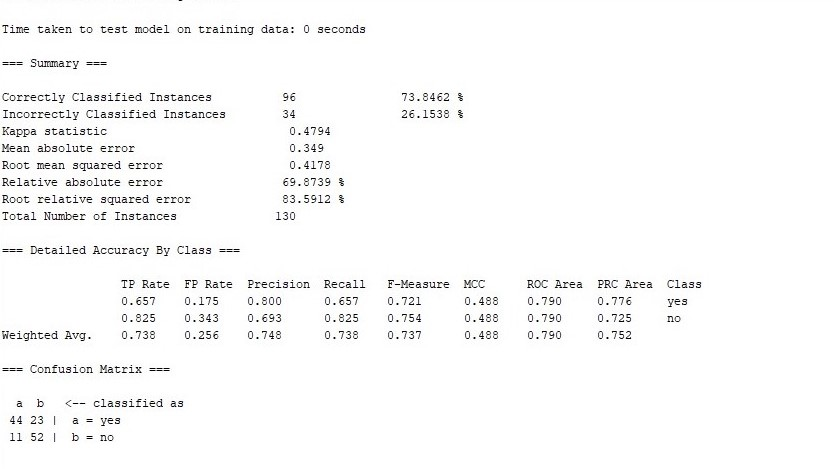 Time taken to test model on training data: 0 seconds
=== Summary ===
Correctly Classified Instances 96 73.8462 %
Incorrectly Classified Instances 34 26.1538 %
Kappa statistic 0.4794
Mean absolute error 0.349
Root mean squared error 0.4178
Relative absolute error 69.8739 %
Root relative squared error 83.5912 %
Total Number of Instances 130
=== Detailed Accuracy By Class ===
TP Rate FP Rate Precision Recall F-Measure MCC ROC Area PRC Area Class
0.657 0.175 0.800 0.657 0.721 0.488 0.790 0.776 yes
0.825 0.343 0.693 0.825 0.754 0.488 0.790 0.725 no
Weighted Avg. 0.738 0.256 0.748 0.738 0.737 0.488 0.790 0.752
=== Confusion Matrix ===
a b <-- classified as
44 23 | a = yes
11 52 | b = no